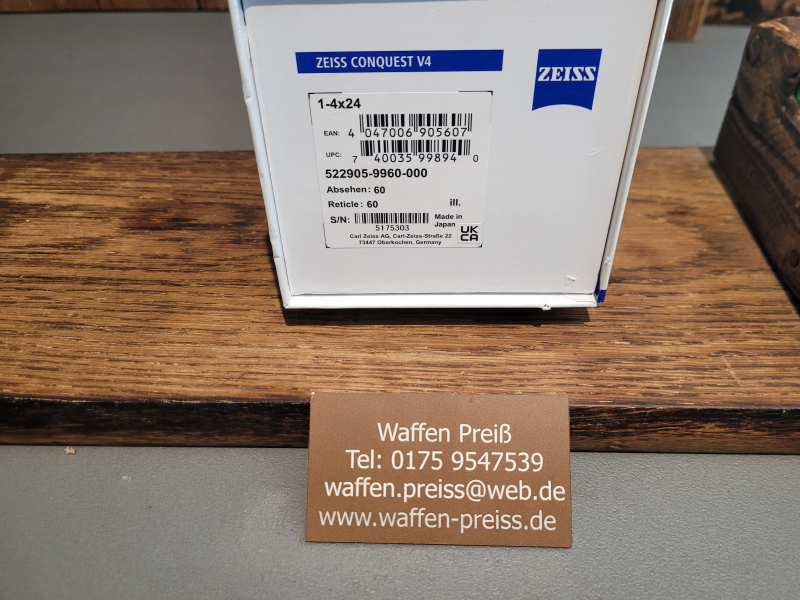 ZEISS CONQUEST V4
ZEISS
1-4x24
EAN: 4 047006 905607
UPC: 7 40035 99894 0
522905-9960-000
Absehen: 60
Reticle: 60 ill.
S/N: 5175303
Made in
Japan
UK
CA
Carl Zeiss AG, Carl-Zeiss-Straße 22
73447 Oberkochen, Germany
Waffen Preiß
Tel: 0175 9547539
waffen.preiss@web.de
www.waffen-preiss.de